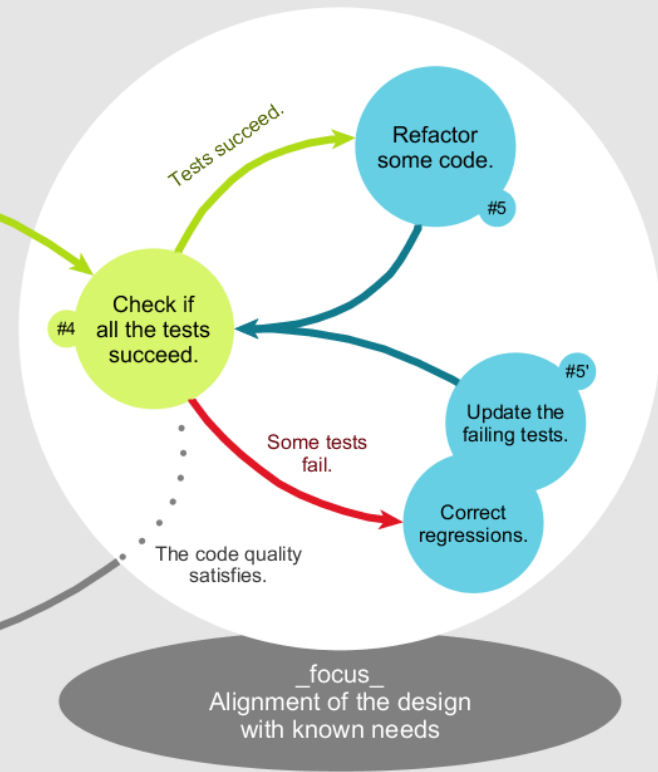 Tests succeed.
Refactor
some code.
#5
Check if
all the tests
succeed.
#4
#5'
Update the
failing tests.
Some tests
fail.
Correct
regressions.
The code quality
satisfies.
_focus_
Alignment of the design
with known needs